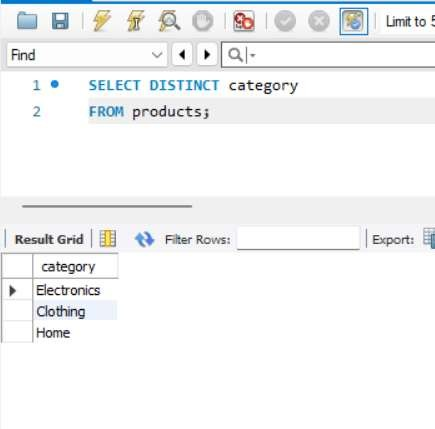 Limit to 5
Find
1 SELECT DISTINCT category
2 FROM products;
Result Grid Filter Rows: Export:
category
Electronics
Clothing
Home